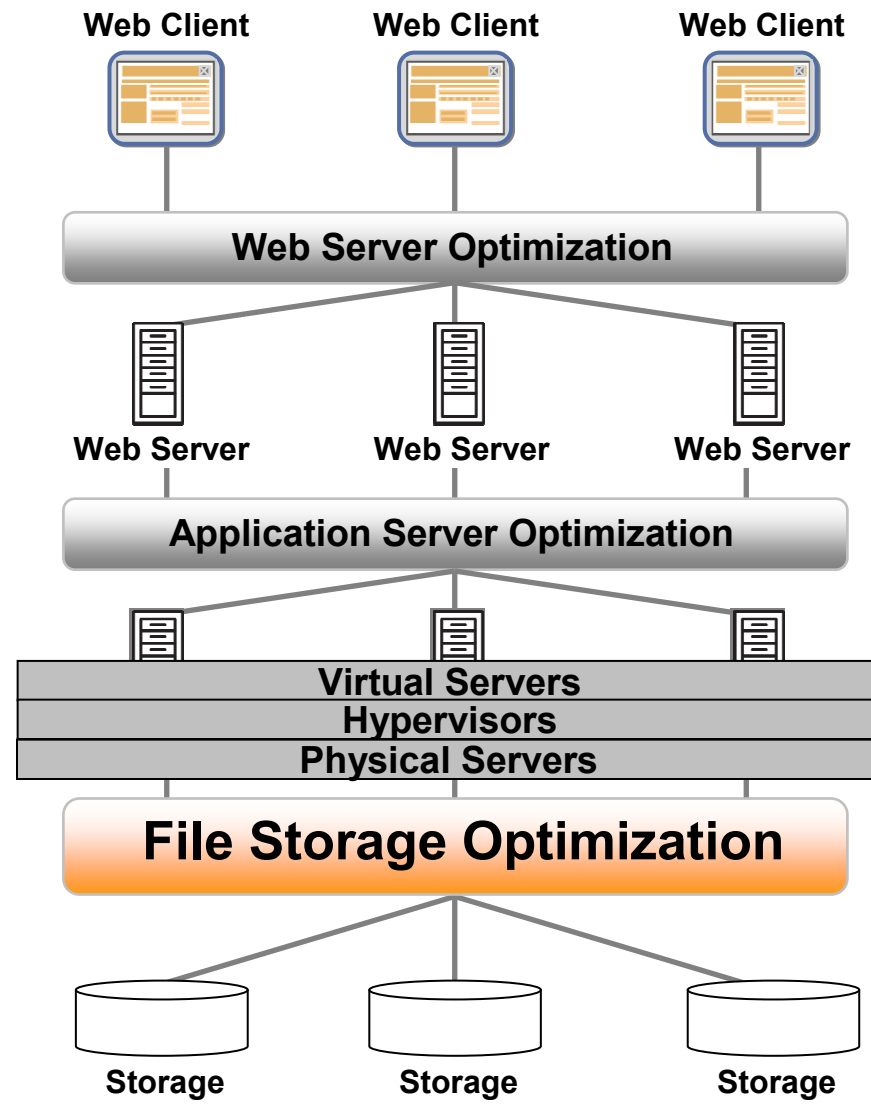 Web Client Web Client Web Client
Web Server Optimization
Web Server Web Server Web Server
Application Server Optimization
Virtual Servers
Hypervisors
Physical Servers
File Storage Optimization
Storage Storage Storage